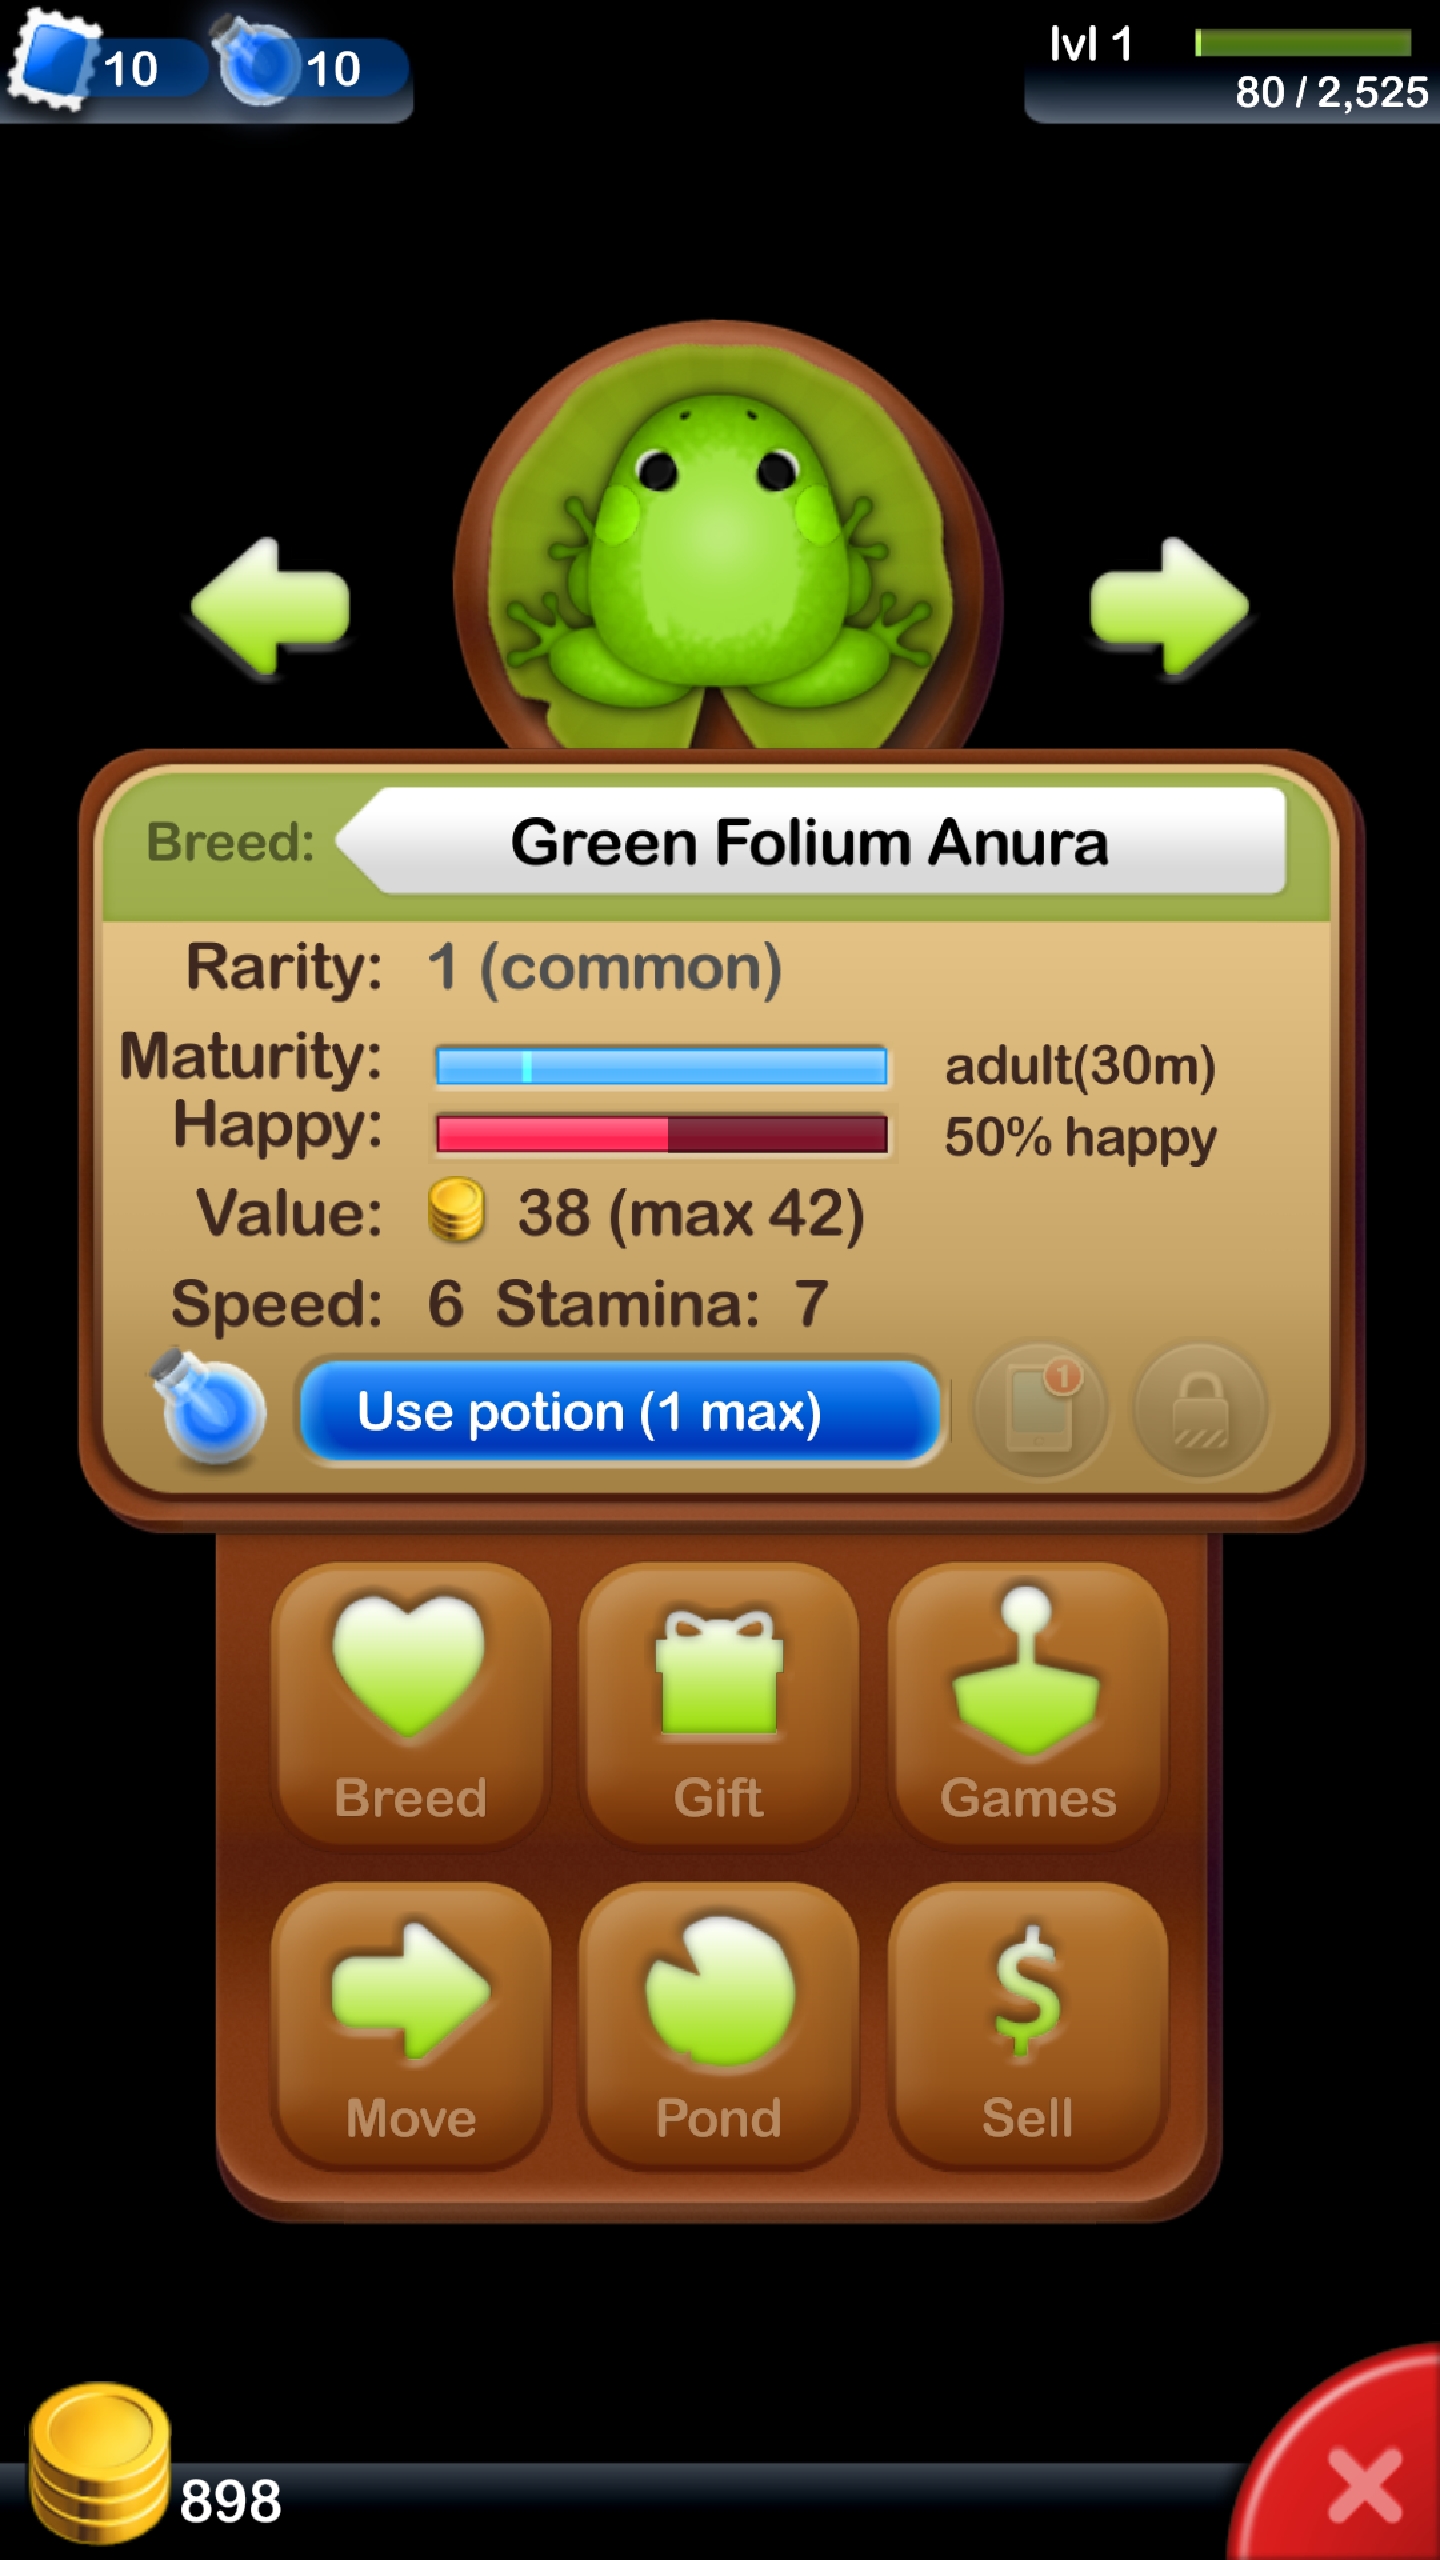 10 10 lvl 1
80 / 2,525
Breed: Green Folium Anura
Rarity: 1 (common)
Maturity: adult(30m)
Happy: 50% happy
Value: 38 (max 42)
Speed: 6 Stamina: 7
Use potion (1 max) 1
Breed Gift Games
Move Pond Sell
898